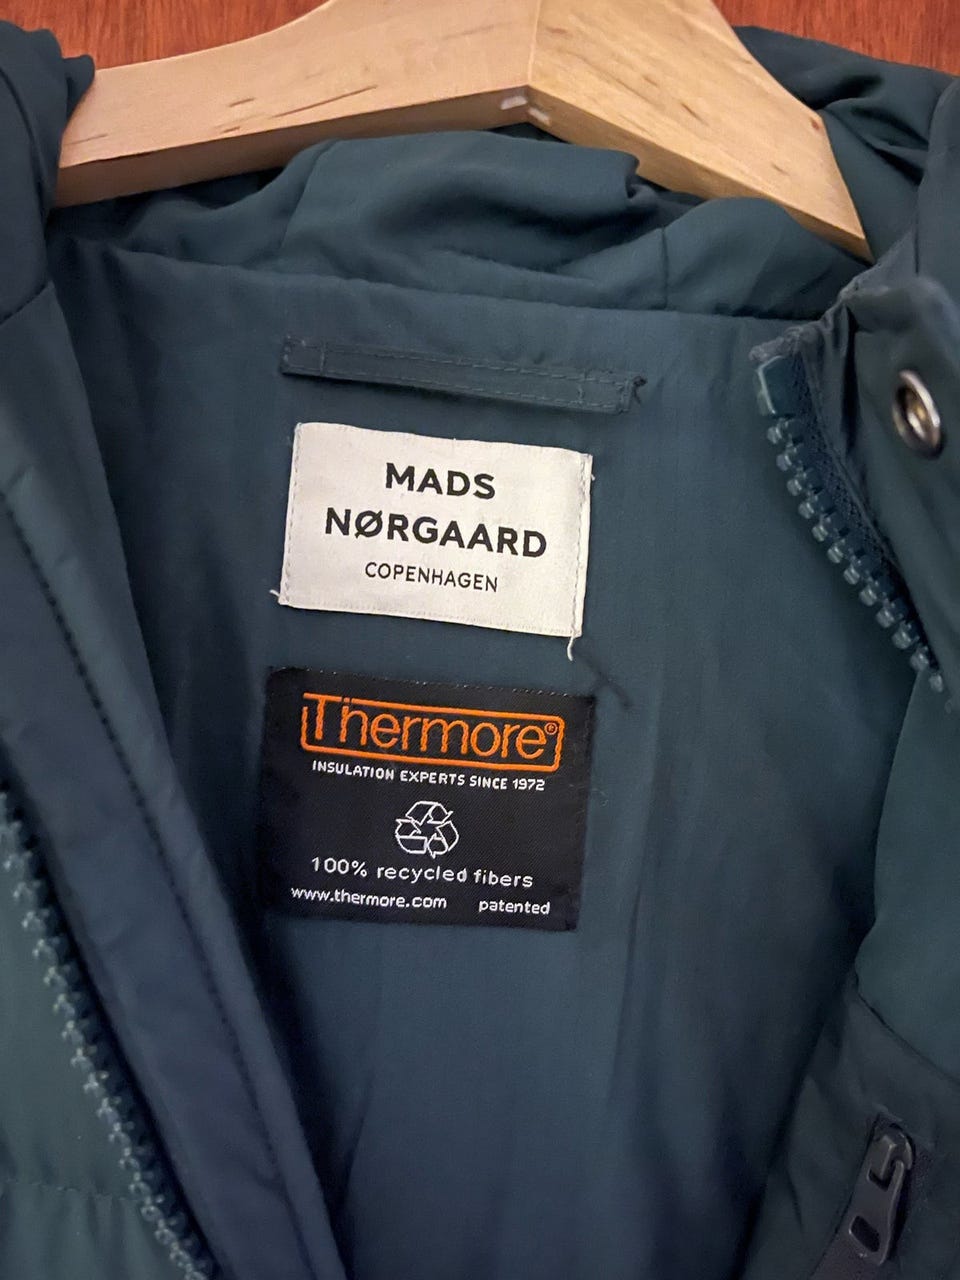 MADS
NØRGAARD
COPENHAGEN
Thermore®
INSULATION EXPERTS SINCE 1972
100% recycled fibers
www.thermore.com patented